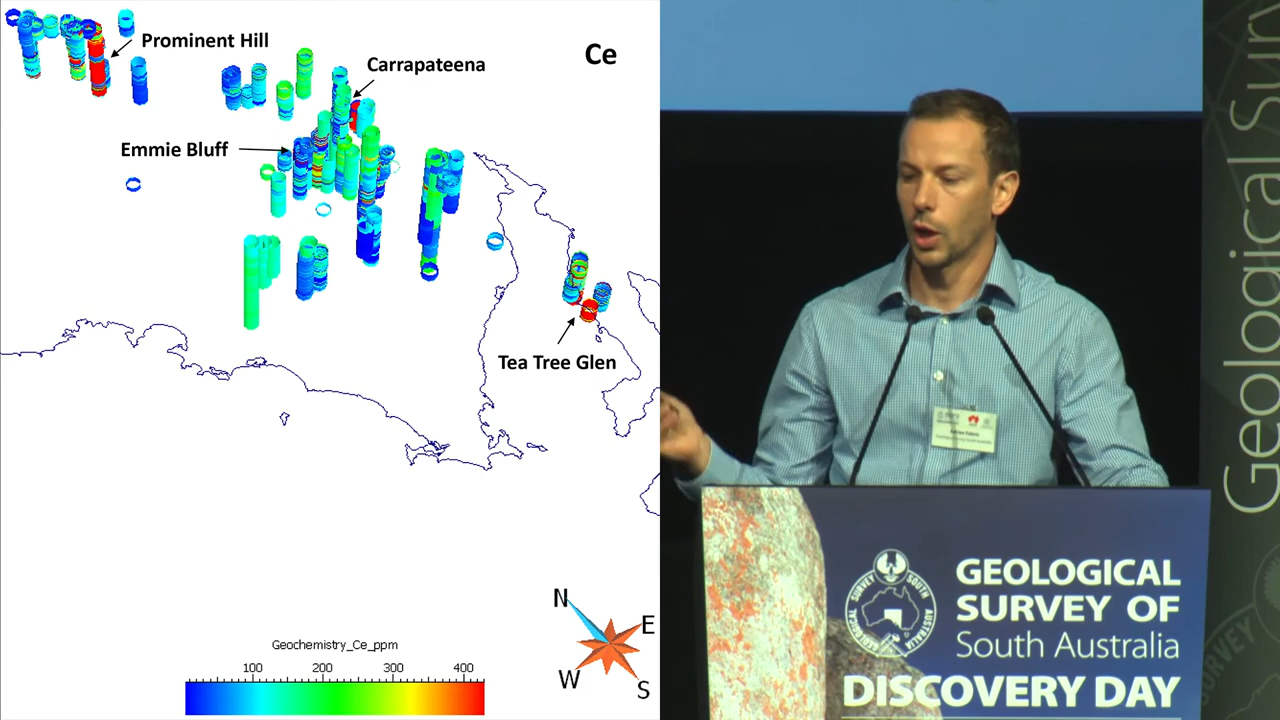 Prominent Hill
Ce
Carrapateena
Emmie Bluff
Tea Tree Glen
N
E
W
S
Geochemistry_Ce_ppm
100 200 300 400
Geological Surv
GEOLOGICAL SURVEY
SOUTH AUSTRALIA
GEOLOGICAL
SURVEY OF
South Australia
DISCOVERY DAY